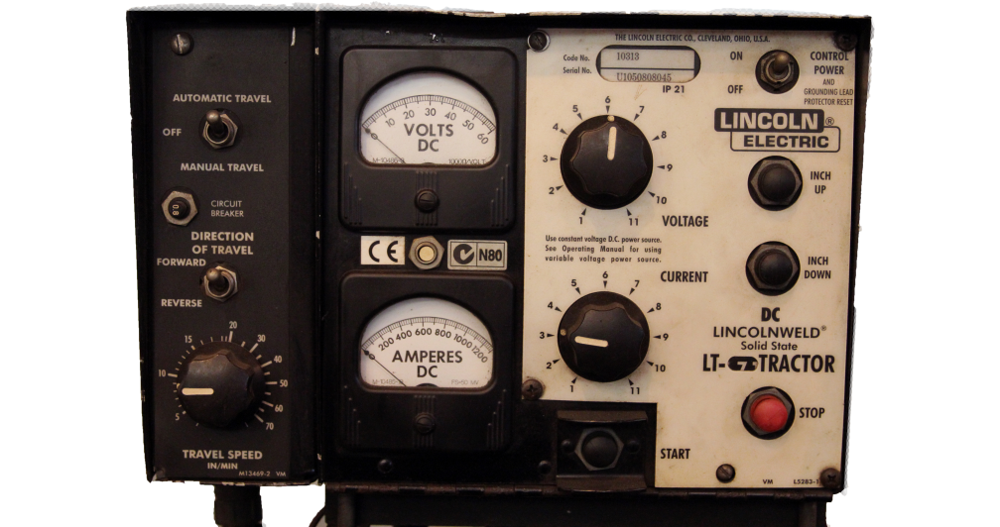 AUTOMATIC TRAVEL
OFF
MANUAL TRAVEL
0.8
CIRCUIT
BREAKER
DIRECTION
OF TRAVEL
FORWARD
REVERSE
5 10 15 20 30 40 50 60 70
TRAVEL SPEED
IN/MIN
M13469-2 VM
0 10 20 30 40 50 60
VOLTS
DC
CE
N80
0 200 400 600 800 1000 1200
AMPERES
DC
THE LINCOLN ELECTRIC CO., CLEVELAND, OHIO, U.S.A.
Code No. 10313
Serial No. U1050808045
IP 21
ON
OFF
CONTROL
POWER
AND
GROUNDING LEAD
PROTECTOR RESET
LINCOLN ®
ELECTRIC
1 2 3 4 5 6 7 8 9 10 11
VOLTAGE
INCH
UP
Use constant voltage D.C. power source.
See Operating Manual for using
variable voltage power source.
CURRENT
1 2 3 4 5 6 7 8 9 10 11
INCH
DOWN
DC
LINCOLNWELD®
Solid State
LT-7 TRACTOR
STOP
START
VM